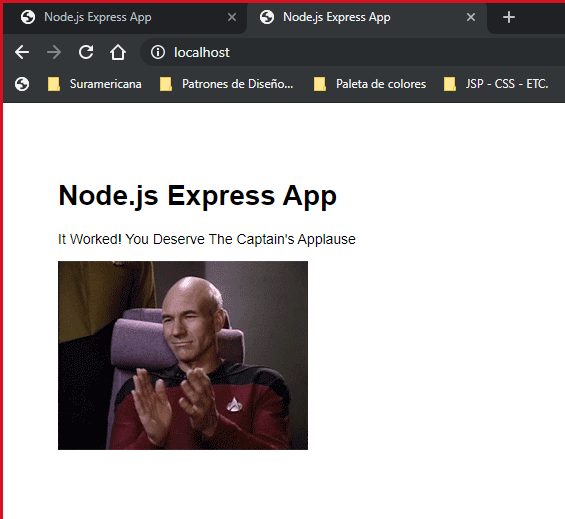 Node.js Express App
Node.js Express App
localhost
Suramericana
Patrones de Diseño...
Paleta de colores
JSP - CSS - ETC.
Node.js Express App
It Worked! You Deserve The Captain's Applause